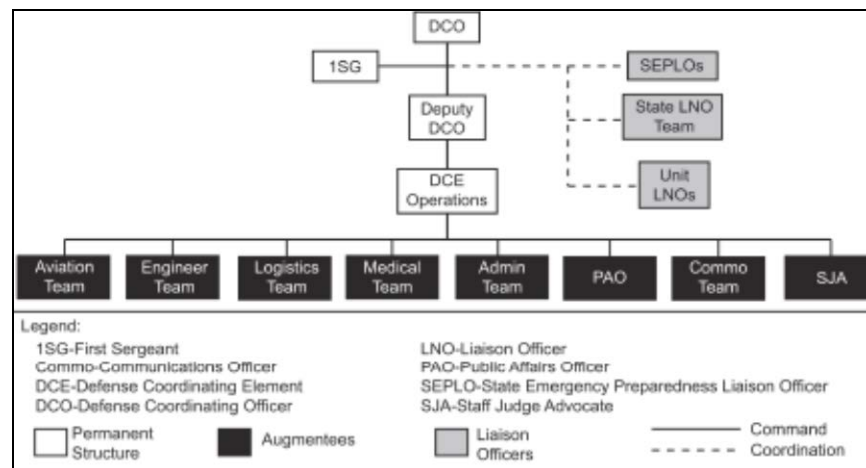 DCO
1SG
SEPLOs
Deputy
DCO
State LNO
Team
DCE
Operations
Unit
LNOs
Aviation
Team
Engineer
Team
Logistics
Team
Medical
Team
Admin
Team
PAO
Commo
Team
SJA
Legend:
1SG-First Sergeant
Commo-Communications Officer
DCE-Defense Coordinating Element
DCO-Defense Coordinating Officer
LNO-Liaison Officer
PAO-Public Affairs Officer
SEPLO-State Emergency Preparedness Liaison Officer
SJA-Staff Judge Advocate
Permanent
Structure
Augmentees
Liaison
Officers
Command
Coordination